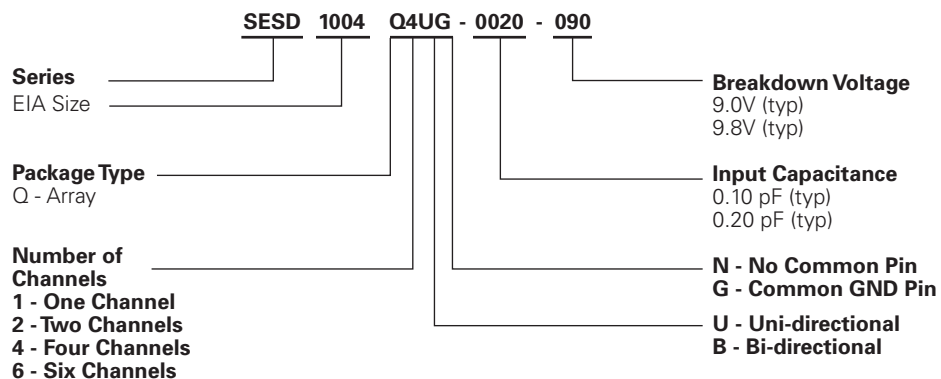 SESD 1004 Q4UG - 0020 - 090
Series
EIA Size
Package Type
Q - Array
Number of
Channels
1 - One Channel
2 - Two Channels
4 - Four Channels
6 - Six Channels
Breakdown Voltage
9.0V (typ)
9.8V (typ)
Input Capacitance
0.10 pF (typ)
0.20 pF (typ)
N - No Common Pin
G - Common GND Pin
U - Uni-directional
B - Bi-directional